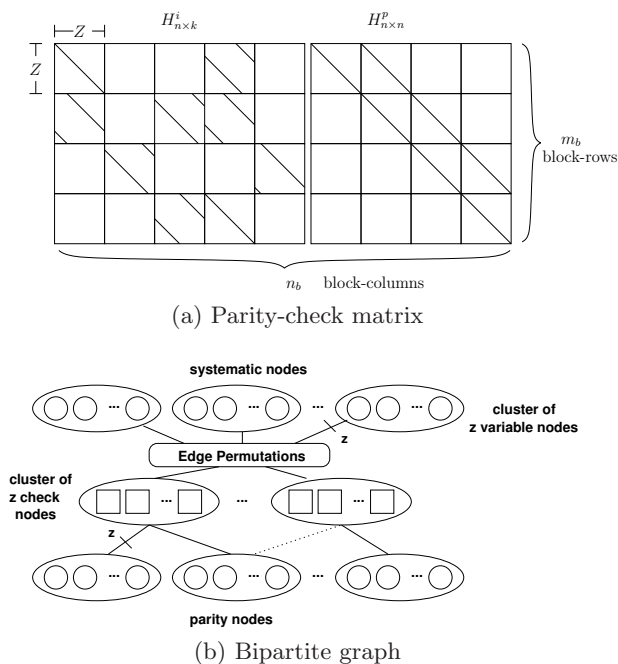 Z
H^i_{n×k}
H^p_{n×n}
Z
m_b
block-rows
n_b block-columns
(a) Parity-check matrix
systematic nodes
... ... ... ...
cluster of
z variable nodes
z
Edge Permutations
cluster of
z check
nodes
... ... ...
z
... ... ... ...
parity nodes
(b) Bipartite graph